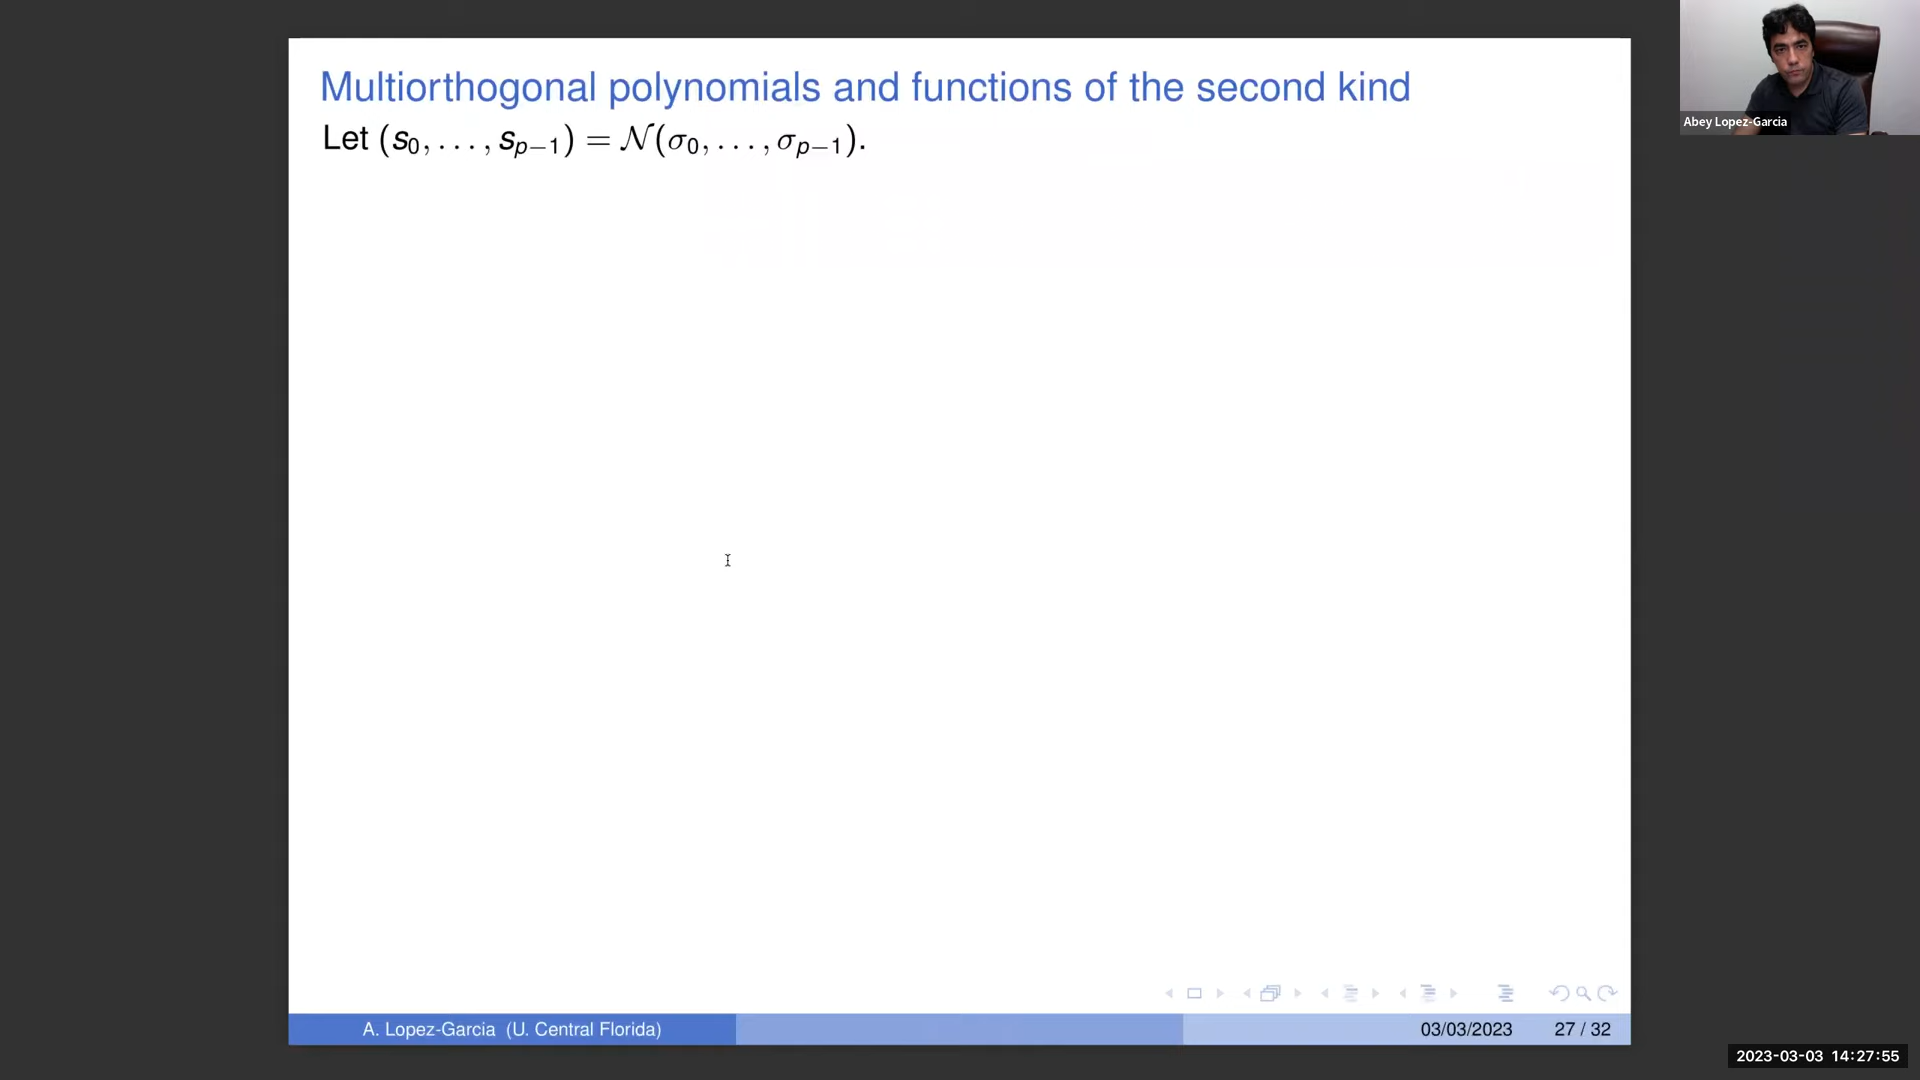 Multiorthogonal polynomials and functions of the second kind
Let (s₀, . . . , sₚ₋₁) = 𝒩(σ₀, . . . , σₚ₋₁).
Abey Lopez-Garcia
A. Lopez-Garcia (U. Central Florida) 03/03/2023 27 / 32
2023-03-03 14:27:55